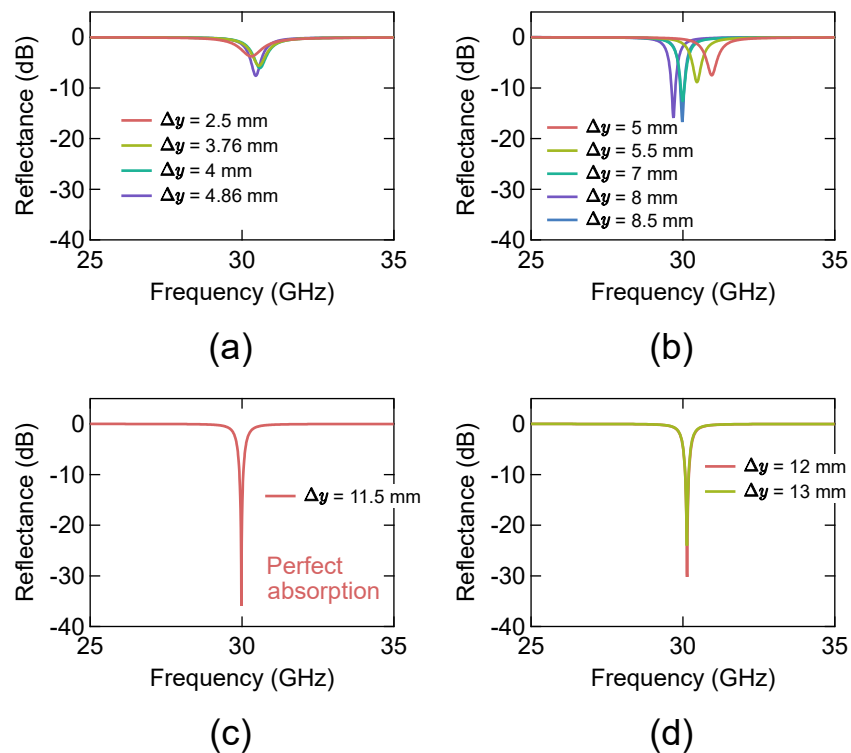 0
-10
-20
-30
-40
Reflectance (dB)
Δy = 2.5 mm
Δy = 3.76 mm
Δy = 4 mm
Δy = 4.86 mm
25
30
35
Frequency (GHz)
(a)
0
-10
-20
-30
-40
Reflectance (dB)
Δy = 5 mm
Δy = 5.5 mm
Δy = 7 mm
Δy = 8 mm
Δy = 8.5 mm
25
30
35
Frequency (GHz)
(b)
0
-10
-20
-30
-40
Reflectance (dB)
Δy = 11.5 mm
Perfect
absorption
25
30
35
Frequency (GHz)
(c)
0
-10
-20
-30
-40
Reflectance (dB)
Δy = 12 mm
Δy = 13 mm
25
30
35
Frequency (GHz)
(d)